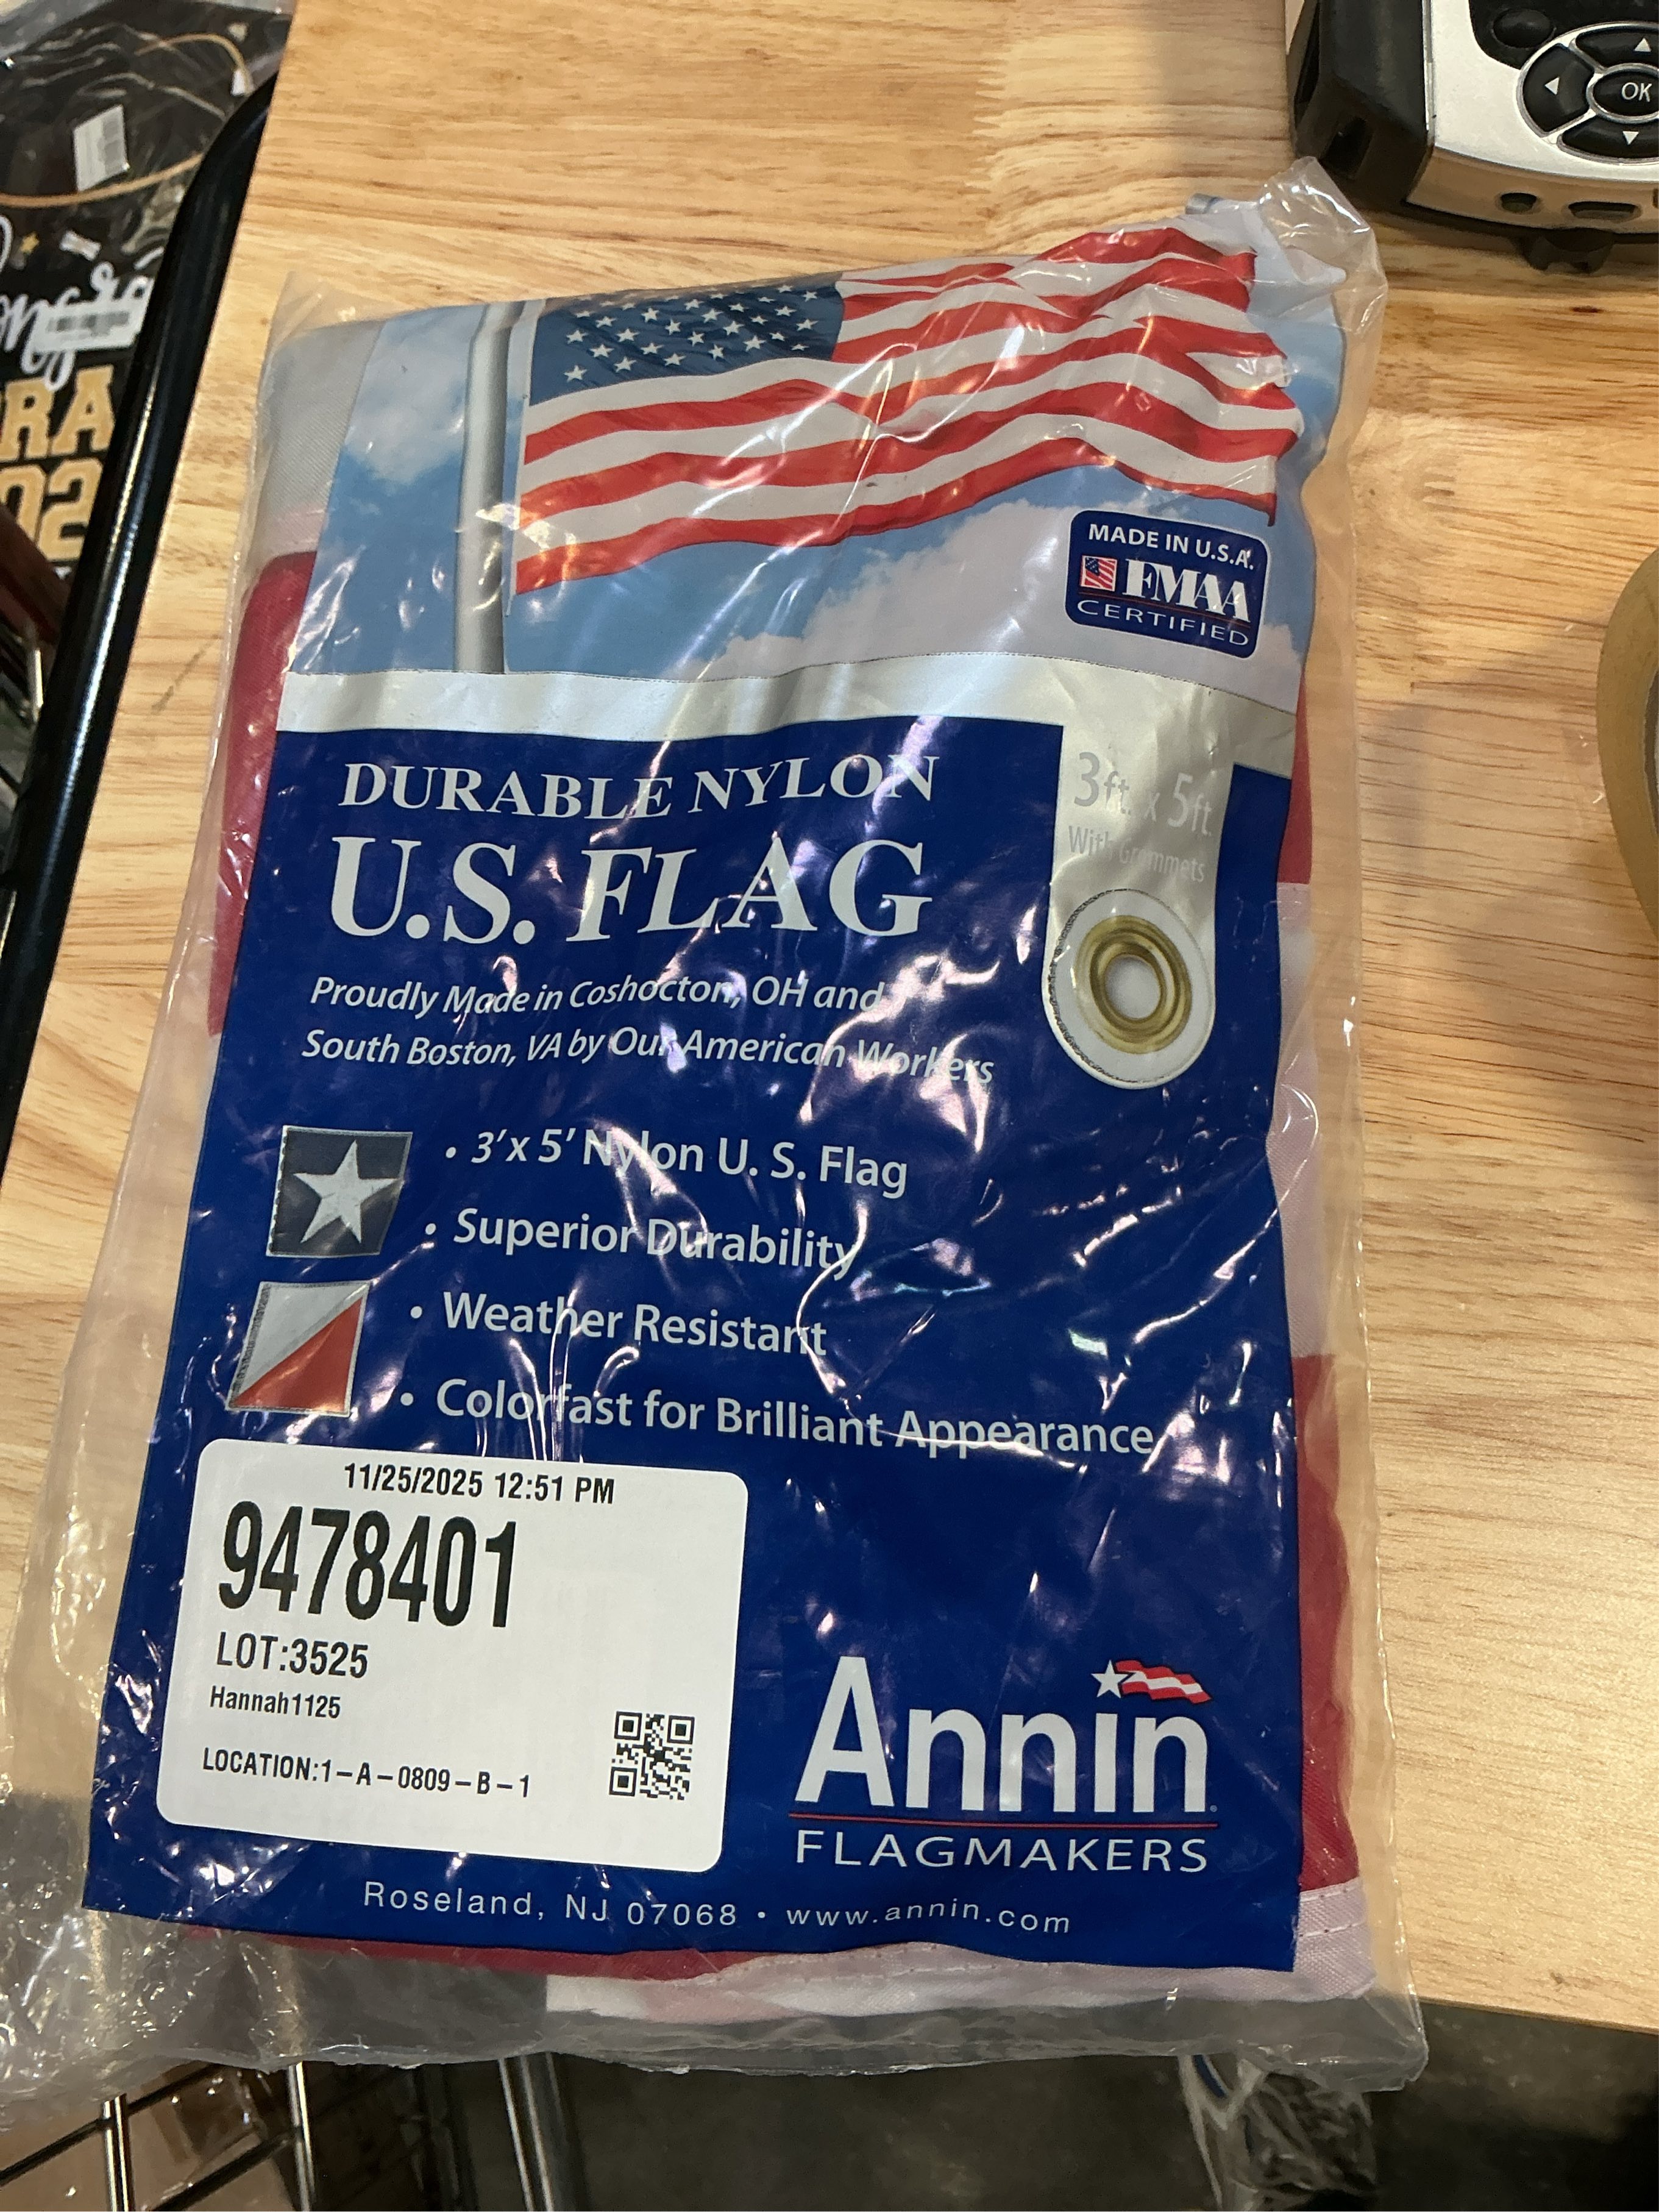 OK
RA
MADE IN U.S.A.
FMAA
CERTIFIED
DURABLE NYLON
U.S. FLAG
3ft. x 5ft.
With Grommets
Proudly Made in Coshocton, OH and
South Boston, VA by Our American Workers
• 3'x 5' Nylon U. S. Flag
• Superior Durability
• Weather Resistant
• Colorfast for Brilliant Appearance
11/25/2025 12:51 PM
9478401
LOT:3525
Hannah1125
LOCATION:1-A-0809-B-1
Annin
FLAGMAKERS
Roseland, NJ 07068 • www.annin.com